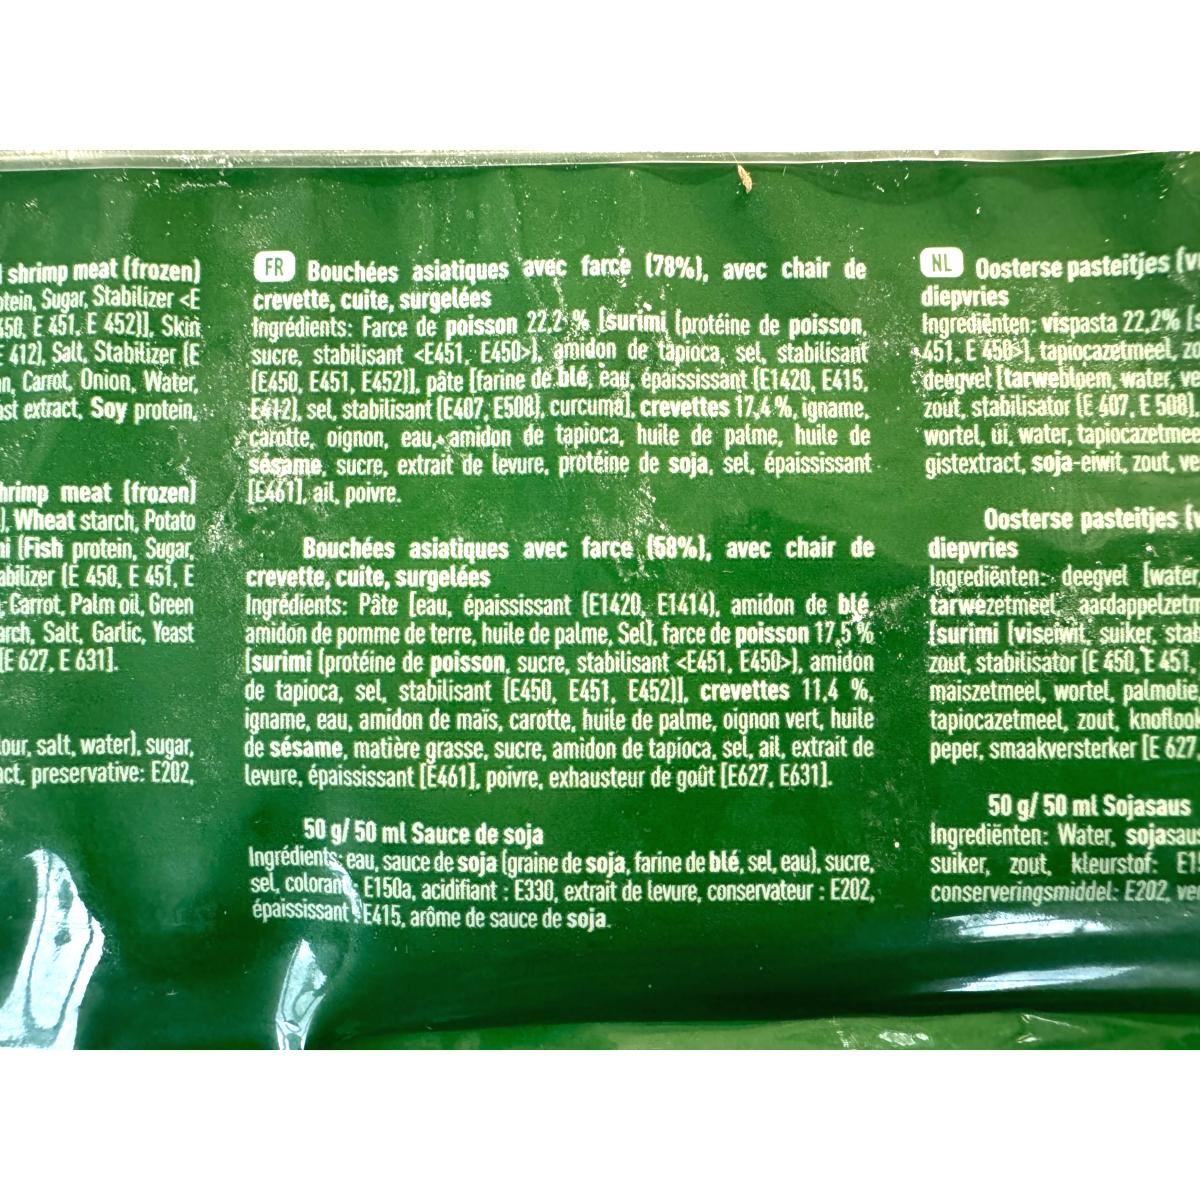 shrimp meat (frozen)
tein, Sugar, Stabilizer <E
450, E 451, E 452)], Skin
E 412), Salt, Stabilizer (E
n, Carrot, Onion, Water,
st extract, Soy protein,
hrimp meat (frozen)
), Wheat starch, Potato
mi (Fish protein, Sugar,
abilizer (E 450, E 451, E
Carrot, Palm oil, Green
arch, Salt, Garlic, Yeast
[E 627, E 631].
our, salt, water), sugar,
act, preservative: E202,
FR Bouchées asiatiques avec farce (78%), avec chair de
crevette, cuite, surgelées
Ingrédients: Farce de poisson 22,2 % [surimi (protéine de poisson,
sucre, stabilisant <E451, E450>), amidon de tapioca, sel, stabilisant
(E450, E451, E452)], pâte [farine de blé, eau, épaississant (E1420, E415,
E412), sel, stabilisant (E407, E508), curcuma], crevettes 17,4 %, igname,
carotte, oignon, eau, amidon de tapioca, huile de palme, huile de
sésame, sucre, extrait de levure, protéine de soja, sel, épaississant
[E461], ail, poivre.
Bouchées asiatiques avec farce (58%), avec chair de
crevette, cuite, surgelées
Ingrédients: Pâte [eau, épaississant (E1420, E1414), amidon de blé,
amidon de pomme de terre, huile de palme, Sel], farce de poisson 17,5 %
[surimi (protéine de poisson, sucre, stabilisant <E451, E450>), amidon
de tapioca, sel, stabilisant (E450, E451, E452)], crevettes 11,4 %,
igname, eau, amidon de maïs, carotte, huile de palme, oignon vert, huile
de sésame, matière grasse, sucre, amidon de tapioca, sel, ail, extrait de
levure, épaississant [E461], poivre, exhausteur de goût [E627, E631].
50 g/ 50 ml Sauce de soja
Ingrédients: eau, sauce de soja (graine de soja, farine de blé, sel, eau), sucre,
sel, colorant : E150a, acidifiant : E330, extrait de levure, conservateur : E202,
épaississant : E415, arôme de sauce de soja.
NL Oosterse pasteitjes (v
diepvries
Ingrediënten: vispasta 22,2% [
451, E 450>), tapiocazetmeel, zo
deegvel [tarwebloem, water, ve
zout, stabilisator (E 407, E 508)
wortel, ui, water, tapiocazetmee
gistextract, soja-eiwit, zout, ve
Oosterse pasteitjes (
diepvries
Ingrediënten: deegvel [water
tarwezetmeel, aardappelzetm
[surimi (viseiwit, suiker, sta
zout, stabilisator (E 450, E 451,
maiszetmeel, wortel, palmolie
tapiocazetmeel, zout, knofloo
peper, smaakversterker [E 627
50 g/ 50 ml Sojasaus
Ingrediënten: Water, sojasau
suiker, zout, kleurstof: E1
conserveringsmiddel: E202, ve